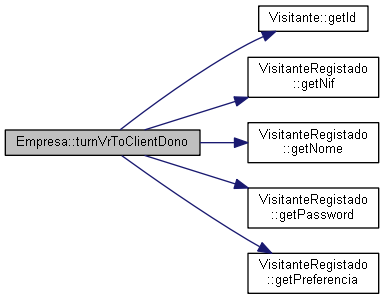 Visitante::getId
VisitanteRegistado
::getNif
Empresa::turnVrToClientDono
VisitanteRegistado
::getNome
VisitanteRegistado
::getPassword
VisitanteRegistado
::getPreferencia